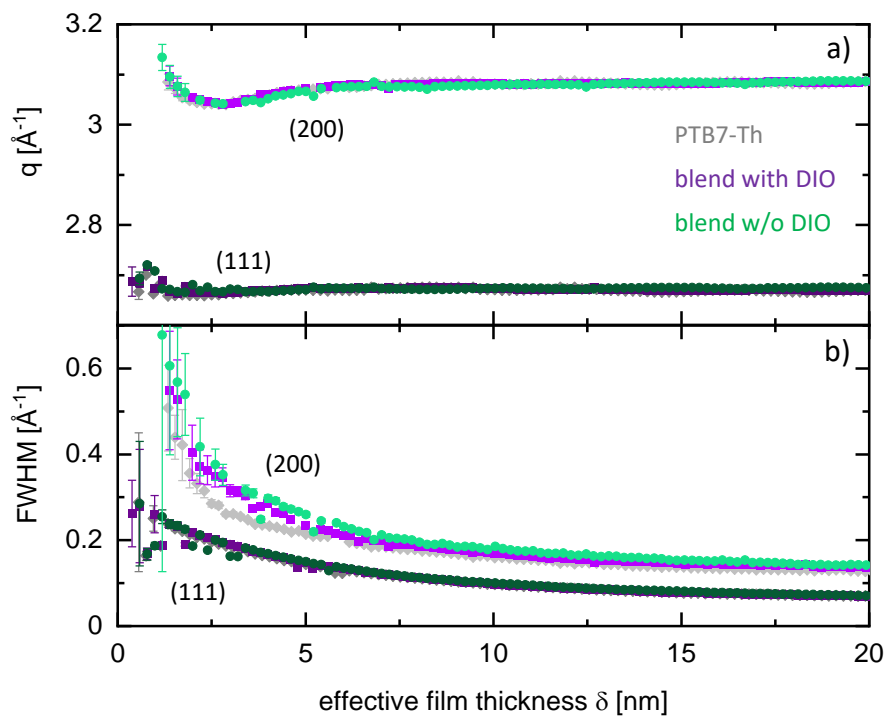 3.2
a)
(200)
3.0
q [Å⁻¹]
PTB7-Th
blend with DIO
blend w/o DIO
2.8
(111)
b)
0.6
FWHM [Å⁻¹]
0.4
(200)
0.2
(111)
0
0 5 10 15 20
effective film thickness δ [nm]